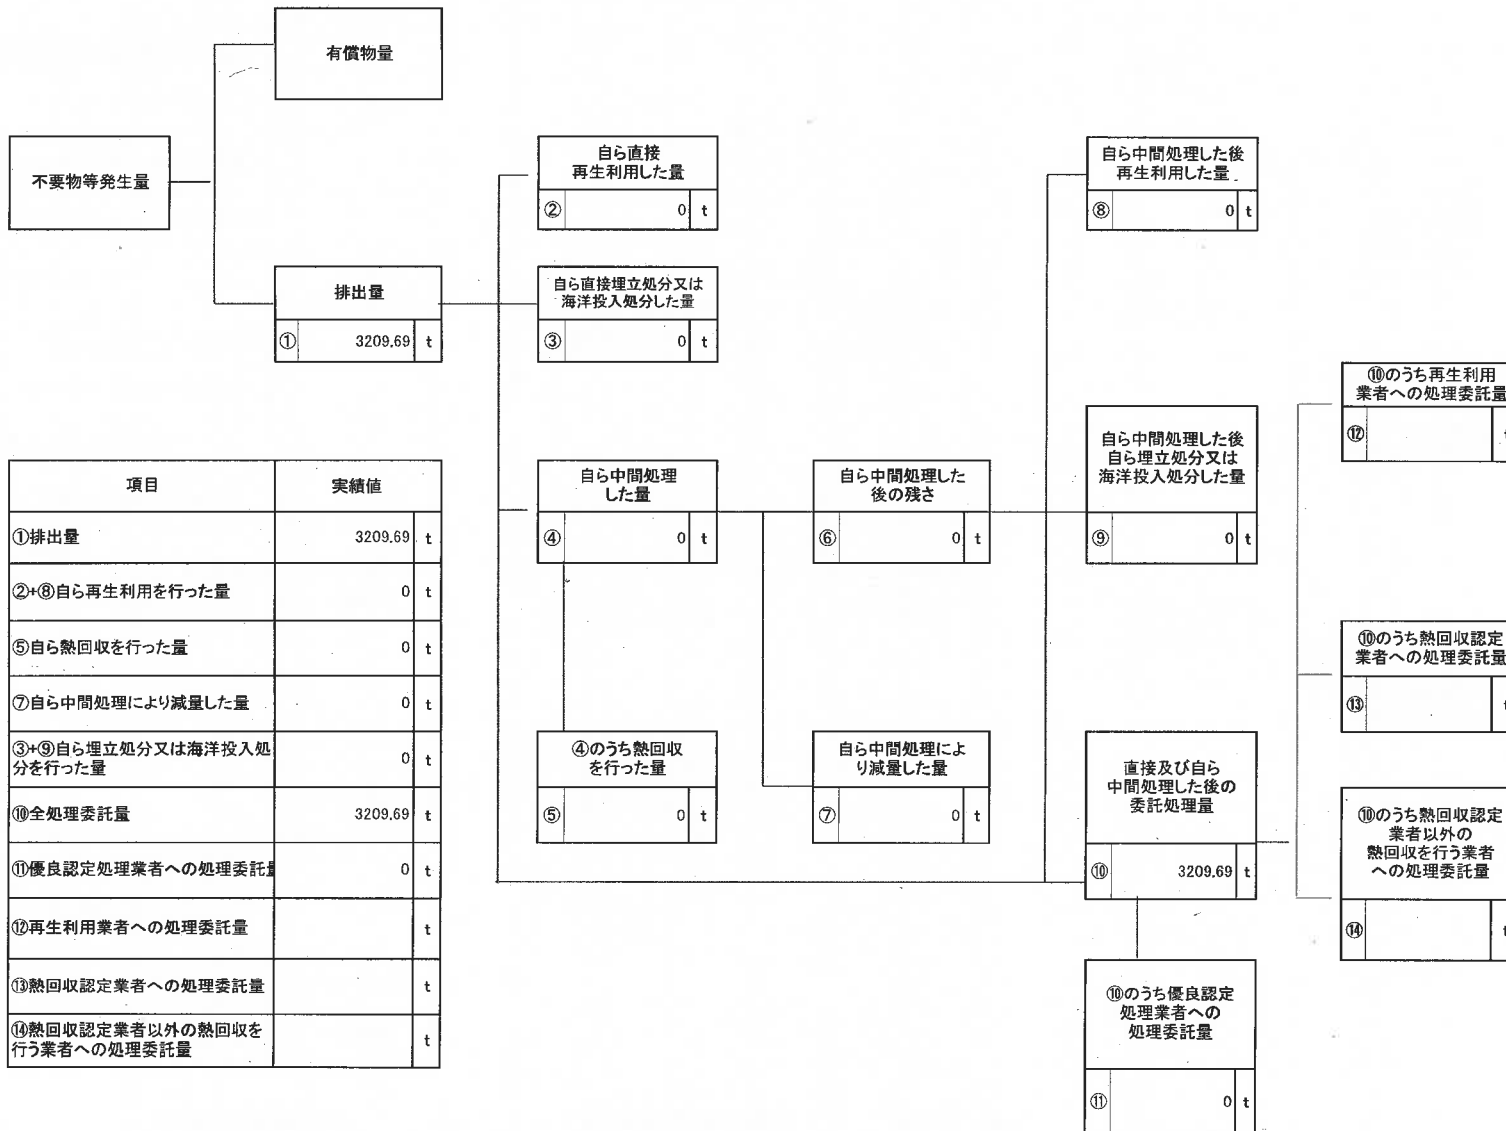 有償物量
不要物等発生量
排出量
① 3209.69 t
自ら直接
再生利用した量
② 0 t
自ら直接埋立処分又は
海洋投入処分した量
③ 0 t
自ら中間処理
した量
④ 0 t
④のうち熱回収
を行った量
⑤ 0 t
自ら中間処理した
後の残さ
⑥ 0 t
自ら中間処理によ
り減量した量
⑦ 0 t
自ら中間処理した後
再生利用した量
⑧ 0 t
自ら中間処理した後
自ら埋立処分又は
海洋投入処分した量
⑨ 0 t
直接及び自ら
中間処理した後の
委託処理量
⑩ 3209.69 t
⑩のうち優良認定
処理業者への
処理委託量
⑪ 0 t
⑩のうち再生利用
業者への処理委託量
⑫ t
⑩のうち熱回収認定
業者への処理委託量
⑬ t
⑩のうち熱回収認定
業者以外の
熱回収を行う業者
への処理委託量
⑭ t
項目 実績値
①排出量 3209.69 t
②+⑧自ら再生利用を行った量 0 t
⑤自ら熱回収を行った量 0 t
⑦自ら中間処理により減量した量 0 t
③+⑨自ら埋立処分又は海洋投入処
分を行った量 0 t
⑩全処理委託量 3209.69 t
⑪優良認定処理業者への処理委託量 0 t
⑫再生利用業者への処理委託量 t
⑬熱回収認定業者への処理委託量 t
⑭熱回収認定業者以外の熱回収を
行う業者への処理委託量 t